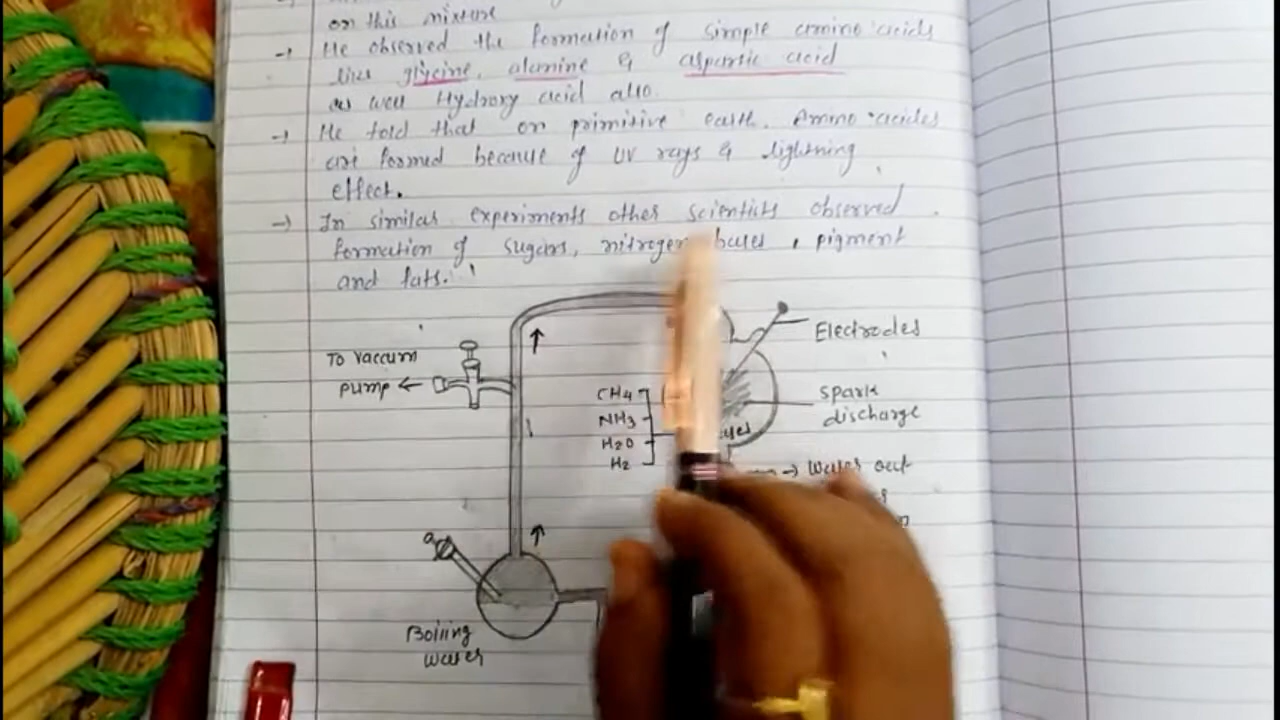 on this mixture
→ He observed the formation of simple amino acids
like glycine, alanine & aspartic acid
as well Hydroxy acid also.
→ He told that on primitive earth. Amino acides
are formed because of UV rays & lightning
effect.
→ In similar experiments other scientists observed
formation of sugars, nitrogen bases, pigment
and fats.
To vaccum
pump ←
Electrodes
CH4
NH3
H2O
H2
spark
discharge
→ Water out
Boiling
water